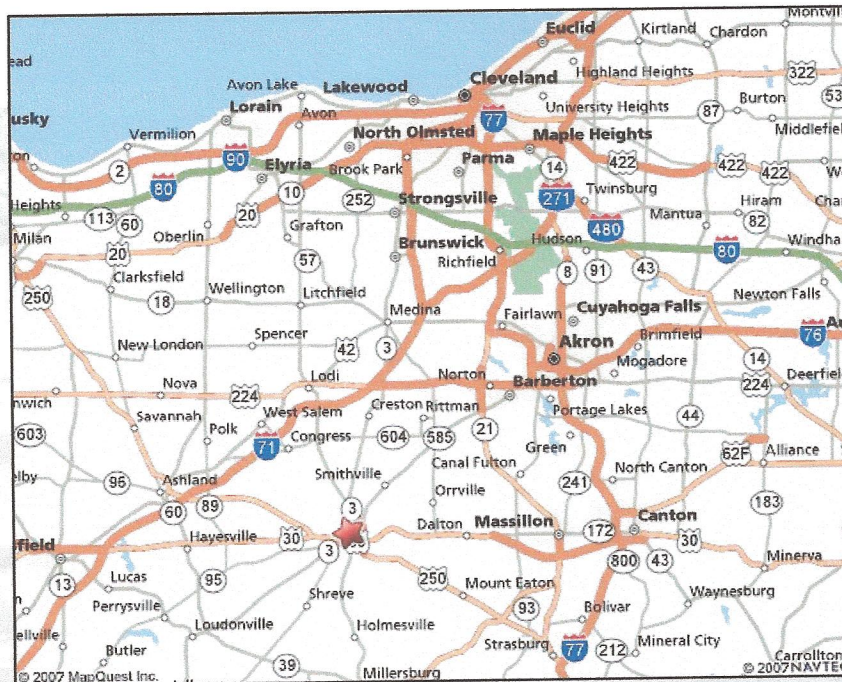 Montvi
Euclid
Kirtland
Chardon
ead
Highland Heights
322
Avon Lake
Lakewood
Cleveland
53
Lorain
77
University Heights
87
Burton
usky
Avon
Vermilion
North Olmsted
Maple Heights
Middlefield
2
90
Elyria
Brook Park
Parma
14
422
422
422
80
10
252
Strongsville
271
Twinsburg
Heights
113
60
20
480
Mantua
Hiram
82
Milan
Oberlin
Grafton
20
57
Brunswick
Richfield
Hudson
80
Windha
Clarksfield
8
91
43
250
18
Wellington
Litchfield
Newton Falls
Medina
Fairlawn
Cuyahoga Falls
Spencer
42
3
Brimfield
76
New London
Akron
Mogadore
14
Nova
224
Lodi
Norton
Barberton
224
Deerfield
nwich
Savannah
West Salem
Creston
Rittman
Portage Lakes
44
603
Polk
71
Congress
604
585
21
Green
62F
Alliance
elby
96
Smithville
Canal Fulton
North Canton
Ashland
Orrville
241
183
60
89
3
30
Dalton
Massillon
172
Canton
30
field
Hayesville
3
13
95
250
800
43
Minerva
Lucas
Mount Eaton
Waynesburg
Perrysville
Shreve
93
Bolivar
ellville
Loudonville
Holmesville
Butler
39
Strasburg
77
212
Mineral City
Carrollton
Millersburg
© 2007 MapQuest Inc.
© 2007 NAVTE